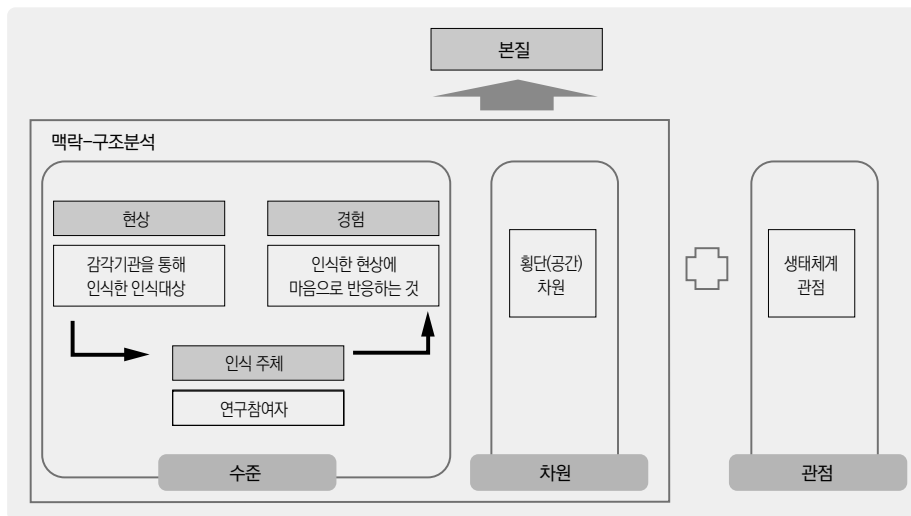 본질
맥락-구조분석
현상
감각기관을 통해
인식한 인식대상
경험
인식한 현상에
마음으로 반응하는 것
인식 주체
연구참여자
수준
횡단(공간)
차원
차원
생태체계
관점
관점